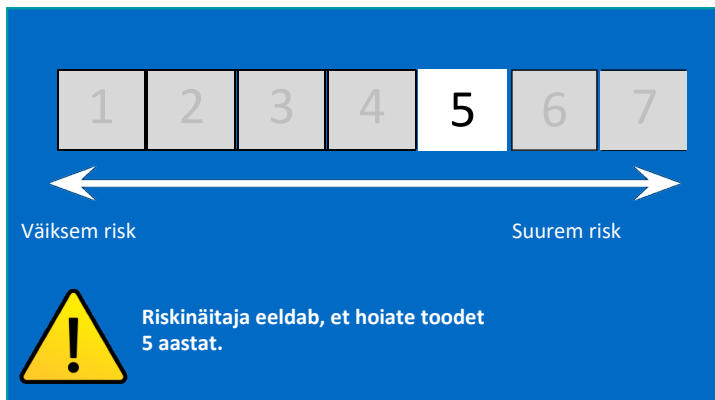 1 2 3 4 5 6 7
Väiksem risk Suurem risk
Riskinäitaja eeldab, et hoiate toodet
5 aastat.